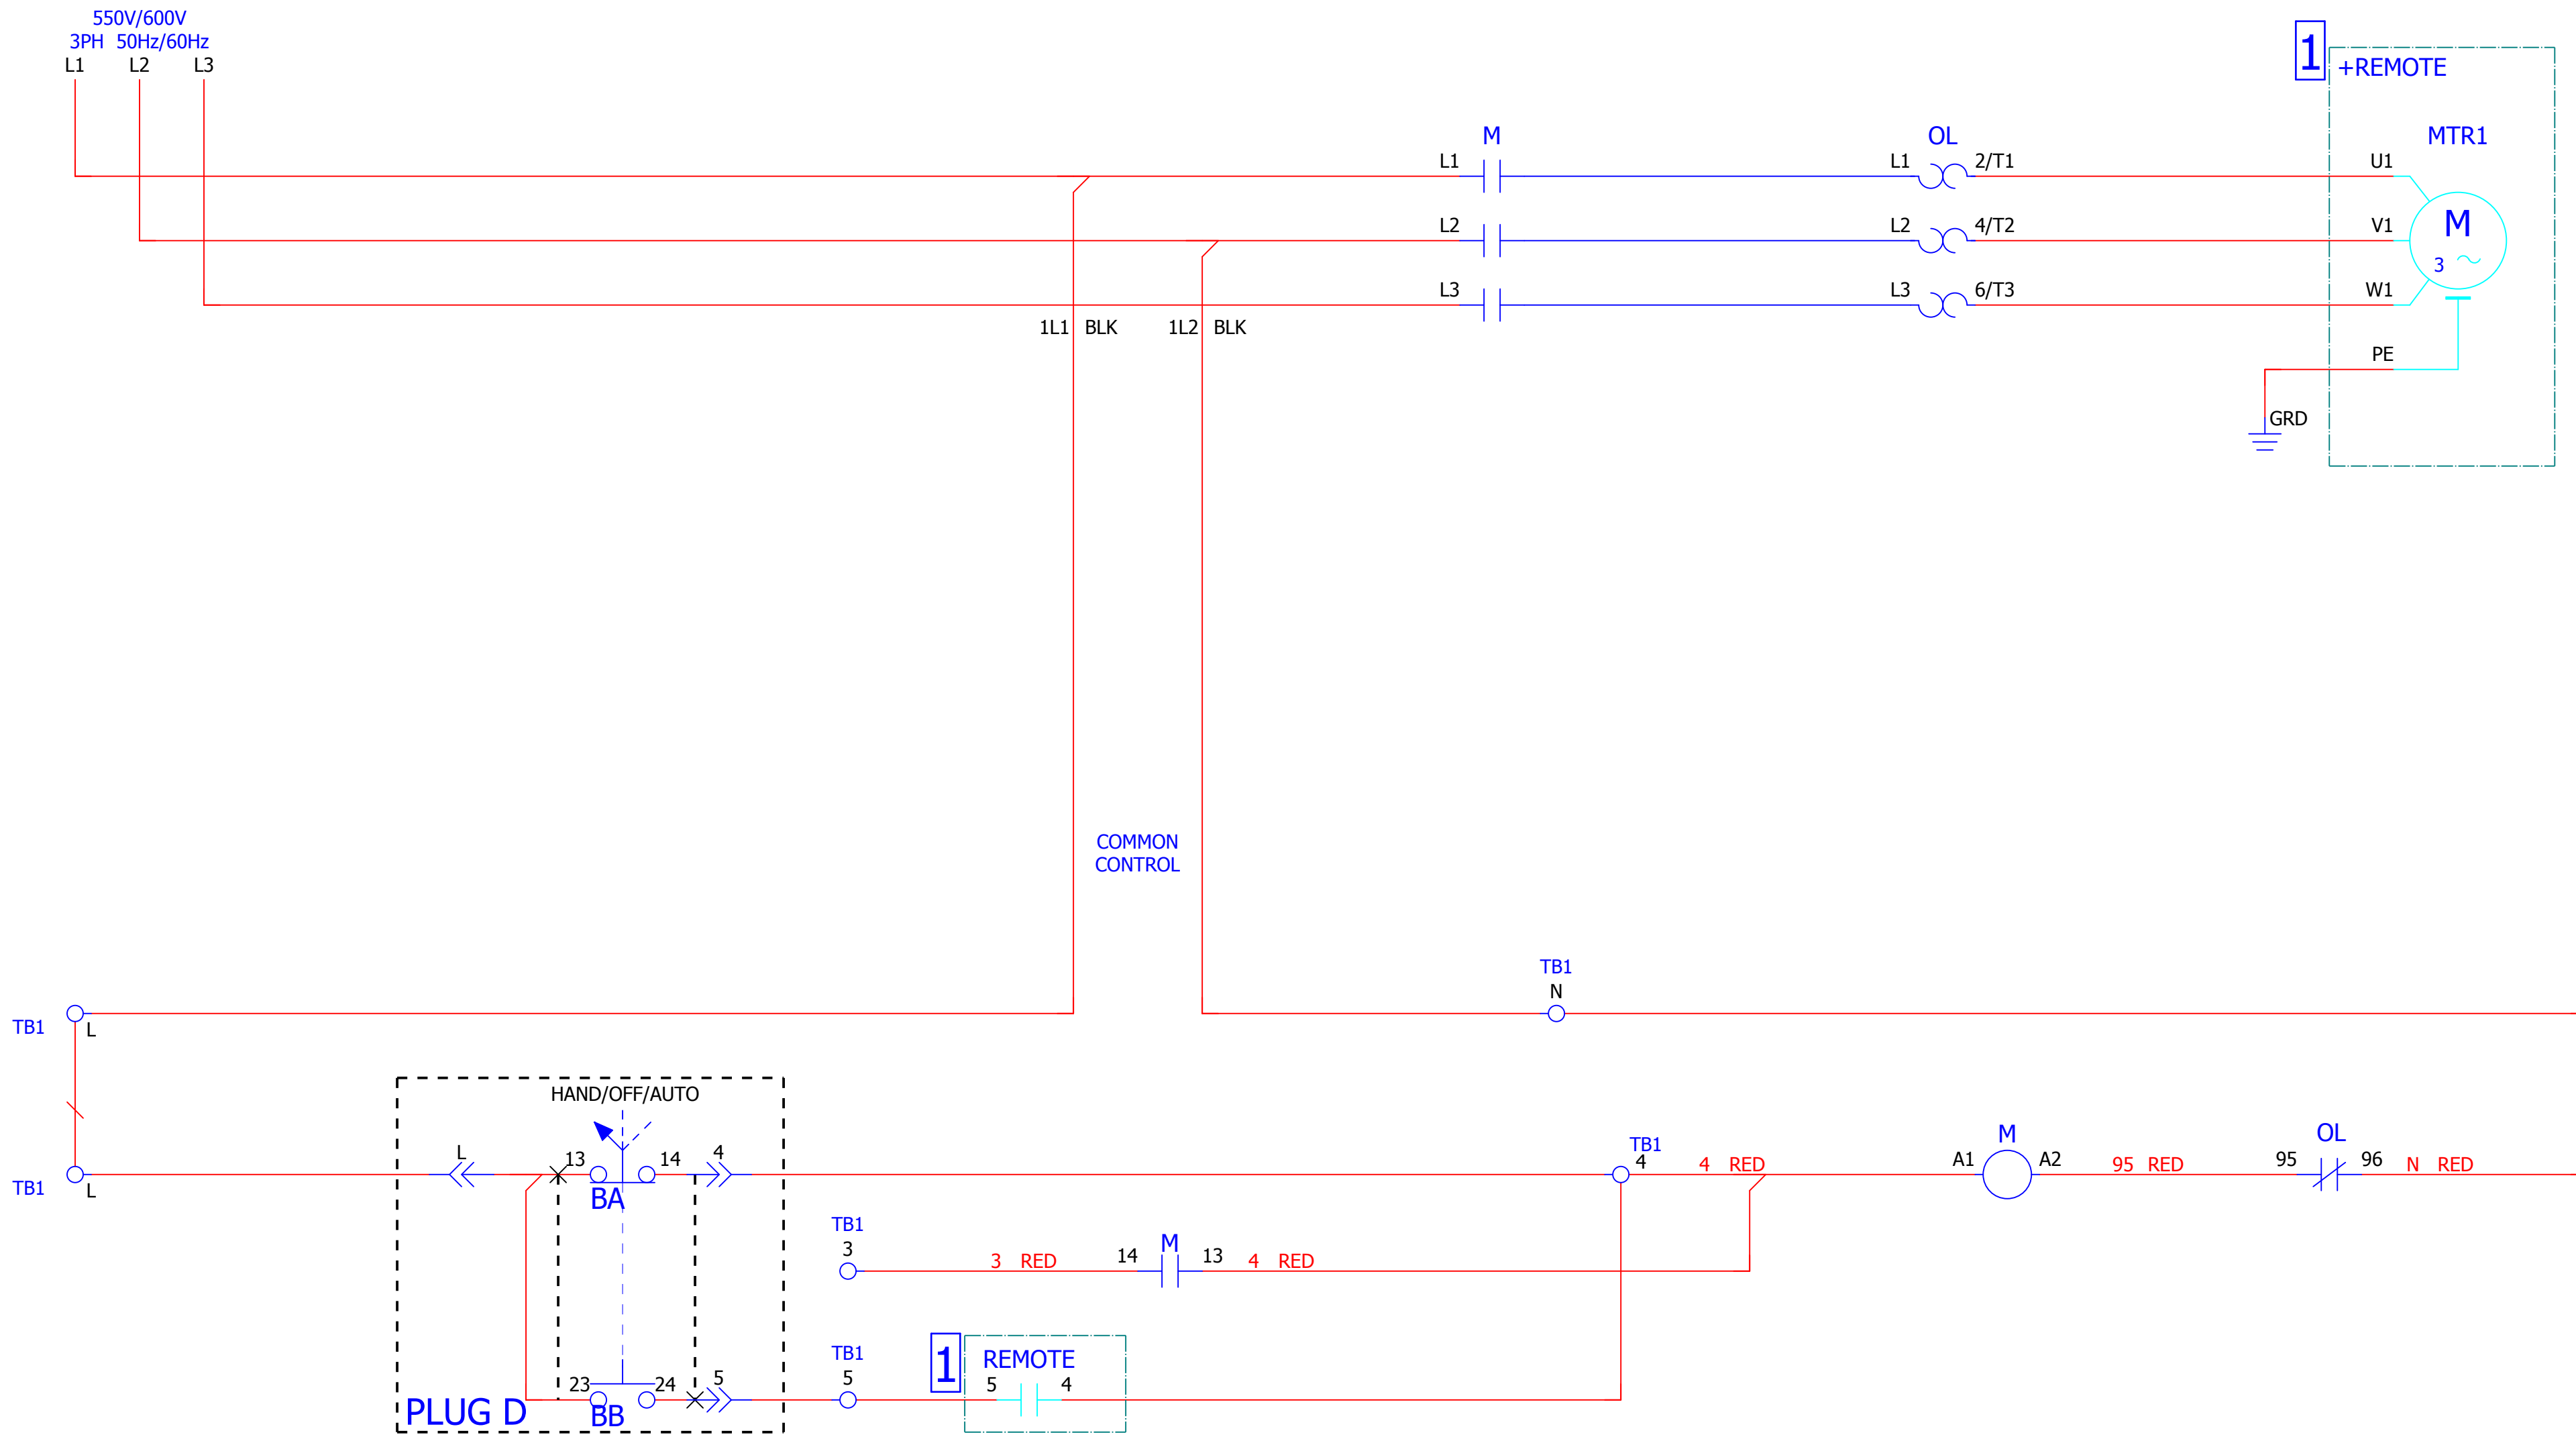 550V/600V
3PH 50Hz/60Hz
L1 L2 L3
1
+REMOTE
M OL MTR1
L1 L1 2/T1 U1
L2 L2 4/T2 V1
M
3
L3 L3 6/T3 W1
1L1 BLK 1L2 BLK
PE
GRD
COMMON
CONTROL
TB1
N
TB1 L
HAND/OFF/AUTO
TB1 L
L 13 14 4
BA
TB1
4
4 RED
M
A1 A2
95 RED
OL
95 96
N RED
TB1
3
3 RED
M
14 13
4 RED
23 24 5
BB
PLUG D
TB1
5
1
REMOTE
5 4